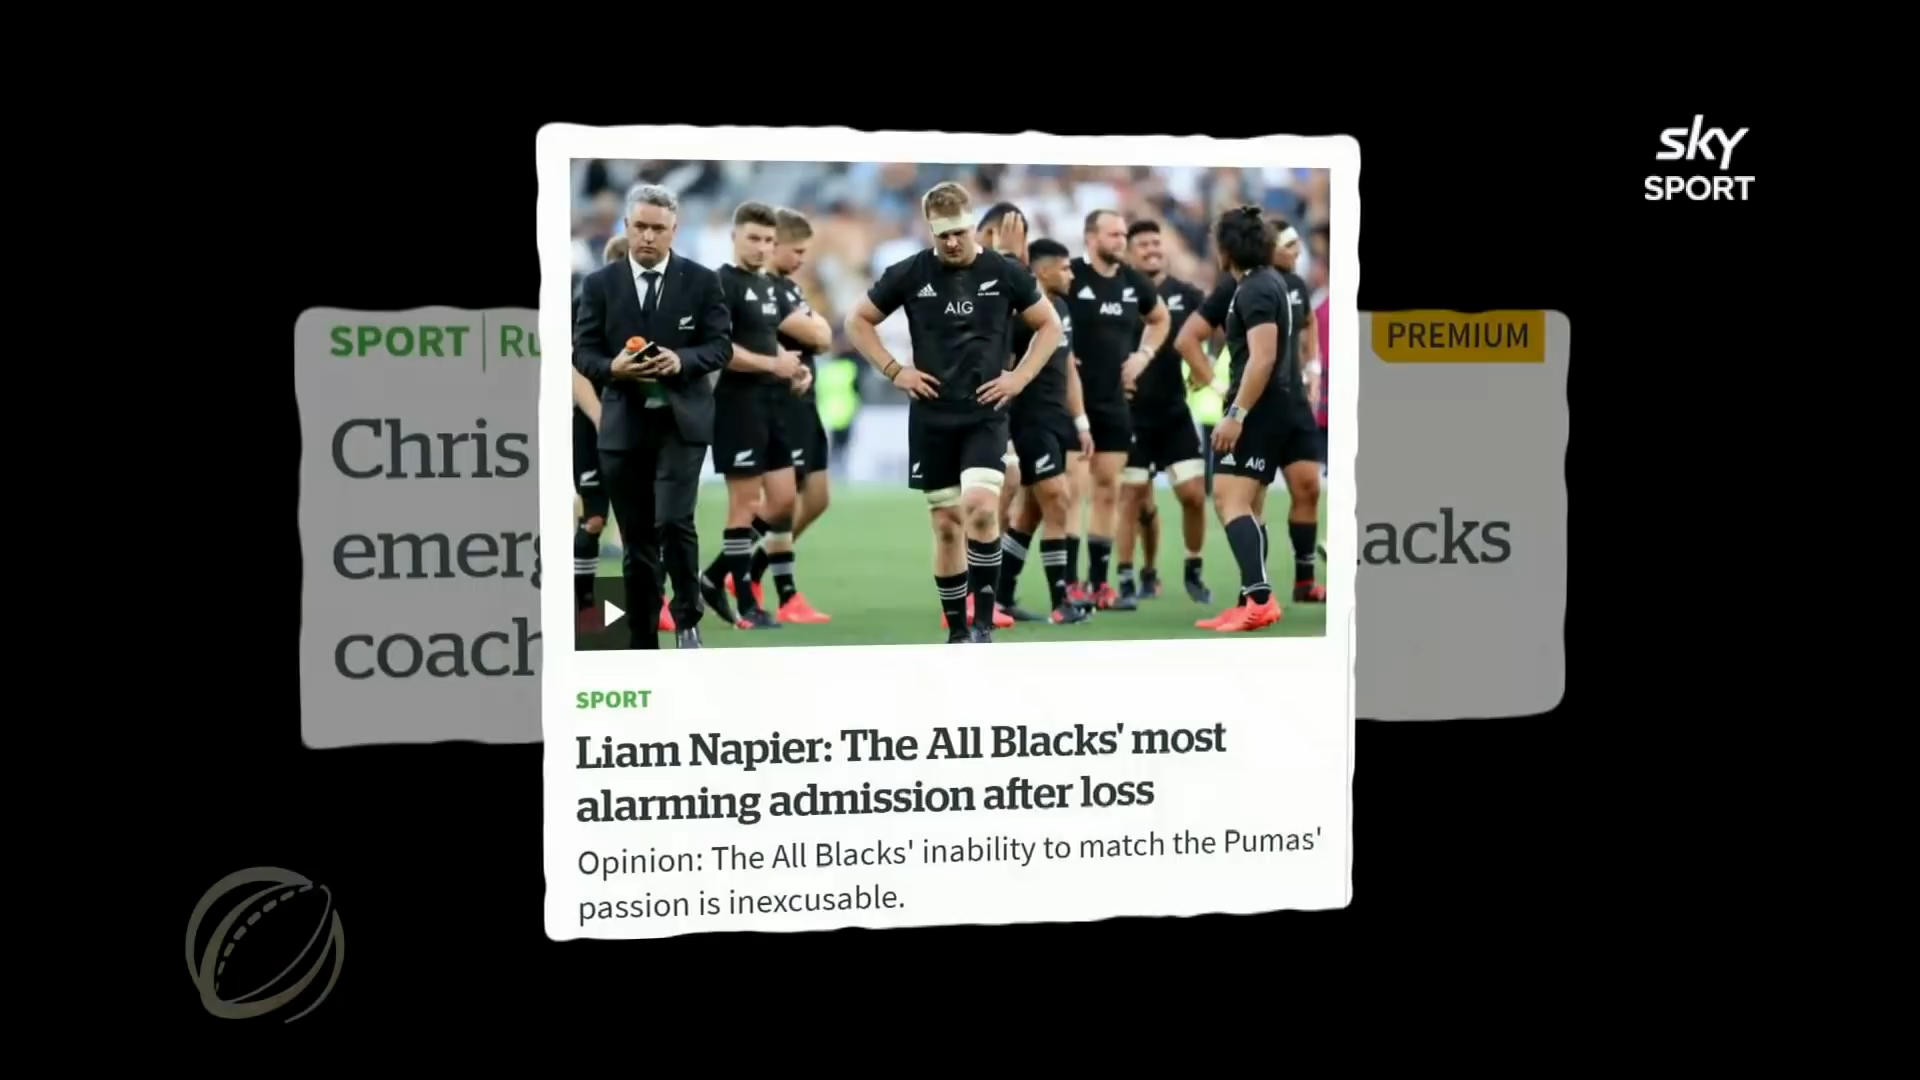 sky
SPORT
SPORT
PREMIUM
Chris
acks
coach
AIG
AIG
AIG
SPORT
Liam Napier: The All Blacks' most
alarming admission after loss
Opinion: The All Blacks' inability to match the Pumas'
passion is inexcusable.